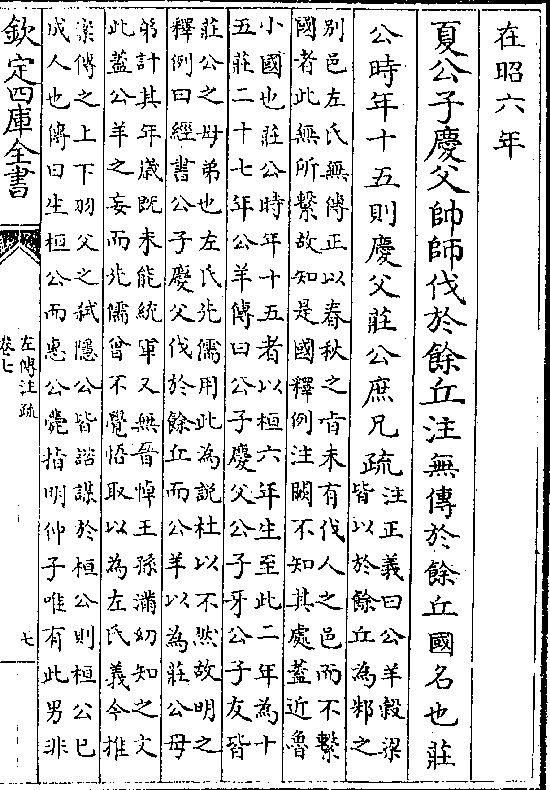 在昭六年
夏公子慶父帥師伐於餘丘注無傳於餘丘國名也莊
公時年十五則慶父莊公庶兄疏
注正義曰公羊榖梁
皆以於餘丘為邾之
別邑左氏無傳正以春秋之㫖未有伐人之邑而不繫
國者此無所繫故知是國釋例注闕不知其處蓋近魯
小國也莊公時年十五者以桓六年生至此二年為十
五莊二十七年公羊傳曰公子慶父公子牙公子友皆
莊公之母弟也左氏先儒用此為說杜以不然故明之
釋例曰經書公子慶父伐於餘丘而公羊以為莊公母
弟計其年歲既未能統軍又無晉悼王孫滿幼知之文
此蓋公羊之妄而先儒曾不覺悟取以為左氏義今推
案傳之上下羽父之弑隱公皆諮謀於桓公則桓公已
成人也傳曰生桓公而惠公薨指明仲子唯有此男非
欽定四庫全書
左傳注疏
卷七
七